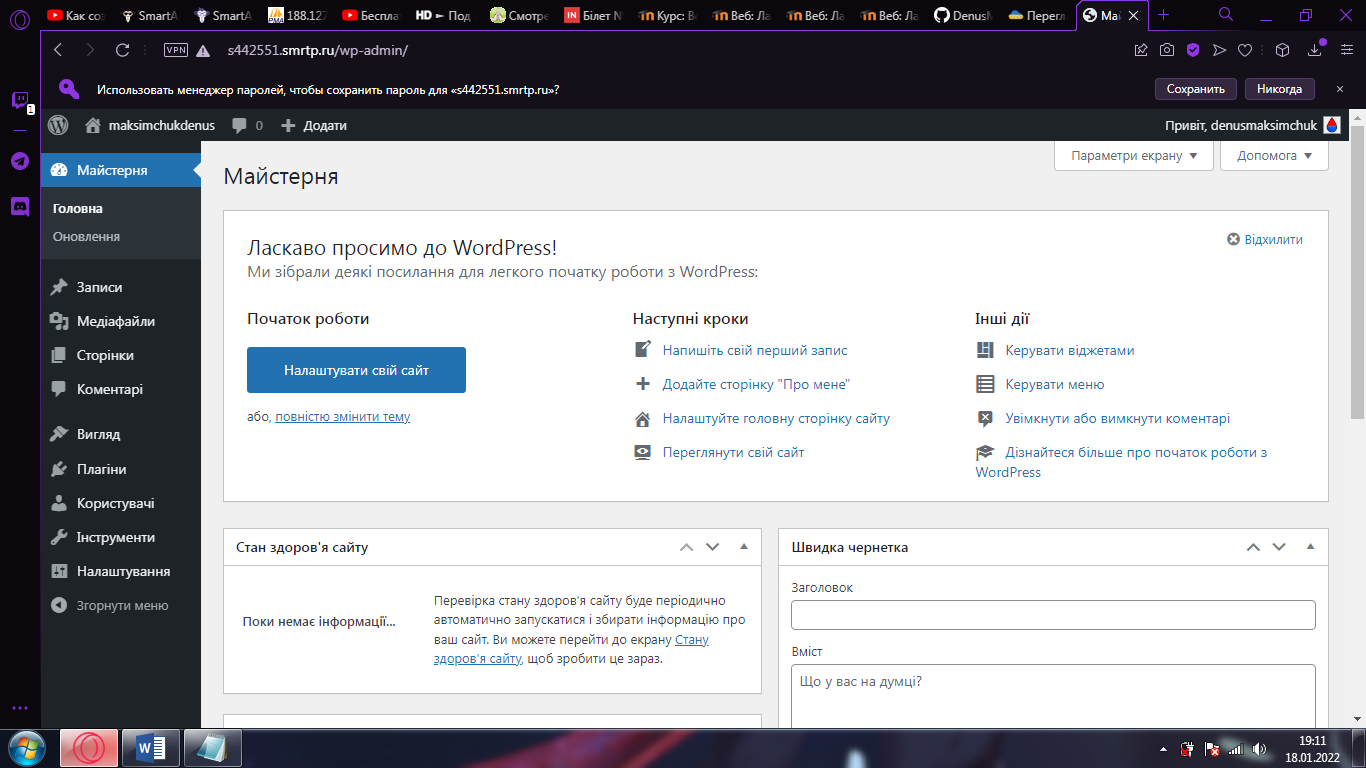 Как соз
SmartA
SmartA
188.127
Беспла
HD ► Под
Смотре
Білет N
Курс: В
Веб: Ла
Веб: Ла
Веб: Ла
DenusM
Перегл
Май
VPN
s442551.smrtp.ru/wp-admin/
Использовать менеджер паролей, чтобы сохранить пароль для «s442551.smrtp.ru»?
Сохранить
Никогда
1
maksimchukdenus
0
Додати
Привіт, denusmaksimchuk
Майстерня
Головна
Оновлення
Записи
Медіафайли
Сторінки
Коментарі
Вигляд
Плагіни
Користувачі
Інструменти
Налаштування
Згорнути меню
Параметри екрану
Допомога
Майстерня
Ласкаво просимо до WordPress!
Ми зібрали деякі посилання для легкого початку роботи з WordPress:
Відхилити
Початок роботи
Налаштувати свій сайт
або, повністю змінити тему
Наступні кроки
Напишіть свій перший запис
Додайте сторінку "Про мене"
Налаштуйте головну сторінку сайту
Переглянути свій сайт
Інші дії
Керувати віджетами
Керувати меню
Увімкнути або вимкнути коментарі
Дізнайтеся більше про початок роботи з
WordPress
Стан здоров'я сайту
Поки немає інформації...
Перевірка стану здоров'я сайту буде періодично
автоматично запускатися і збирати інформацію про
ваш сайт. Ви можете перейти до екрану Стану
здоров'я сайту, щоб зробити це зараз.
Швидка чернетка
Заголовок
Вміст
Що у вас на думці?
19:11
18.01.2022